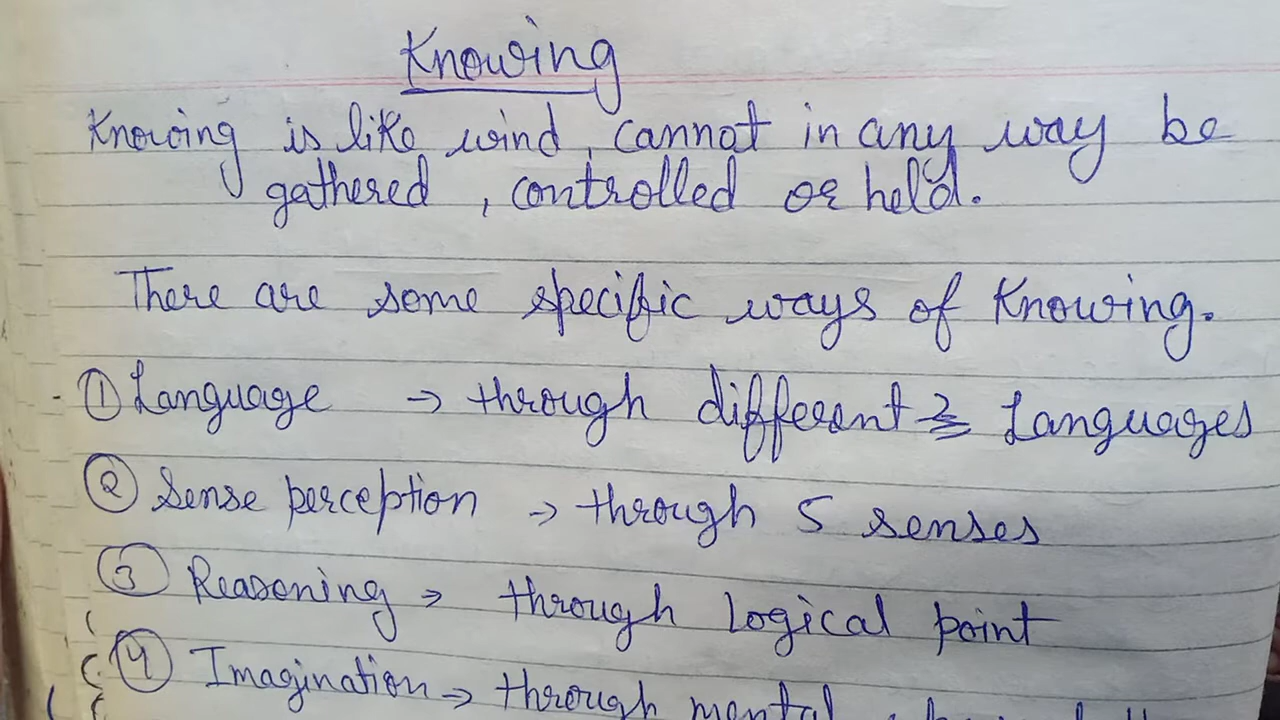 Knowing
Knowing is like wind, cannot in any way be
gathered, controlled or held.
There are some specific ways of Knowing.
① Language → through different 2 Languages
② Sense perception → through 5 senses
③ Reasoning → through logical point
④ Imagination → through mental